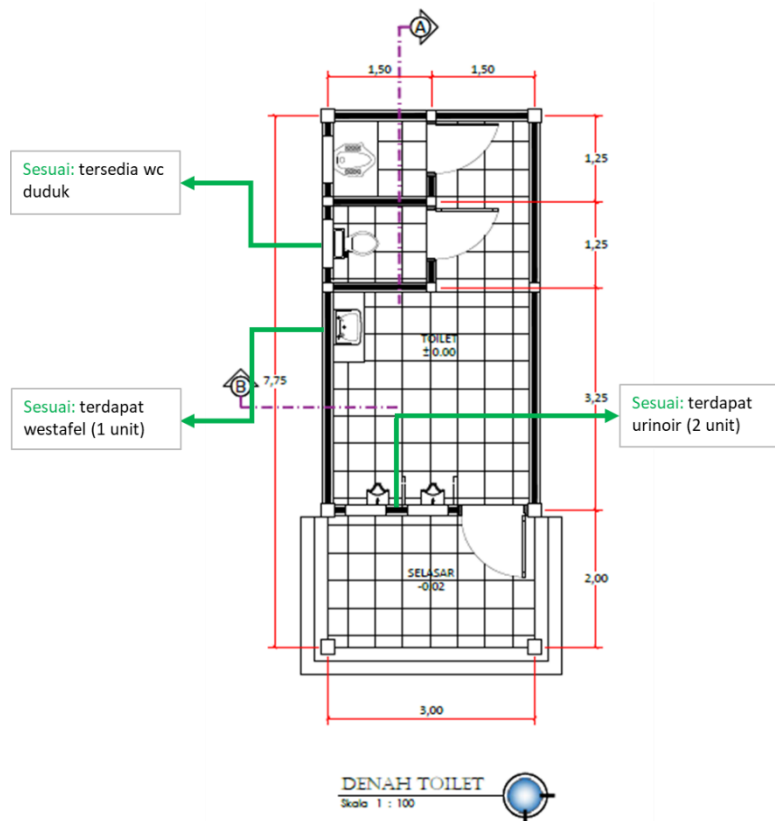 A
1,50
1,50
Sesuai: tersedia wc
duduk
1,25
1,25
TOILET
±0.00
B
7,75
3,25
Sesuai: terdapat
westafel (1 unit)
Sesuai: terdapat
urinoir (2 unit)
SELASAR
-0.02
2,00
3,00
DENAH TOILET
Skala 1 : 100